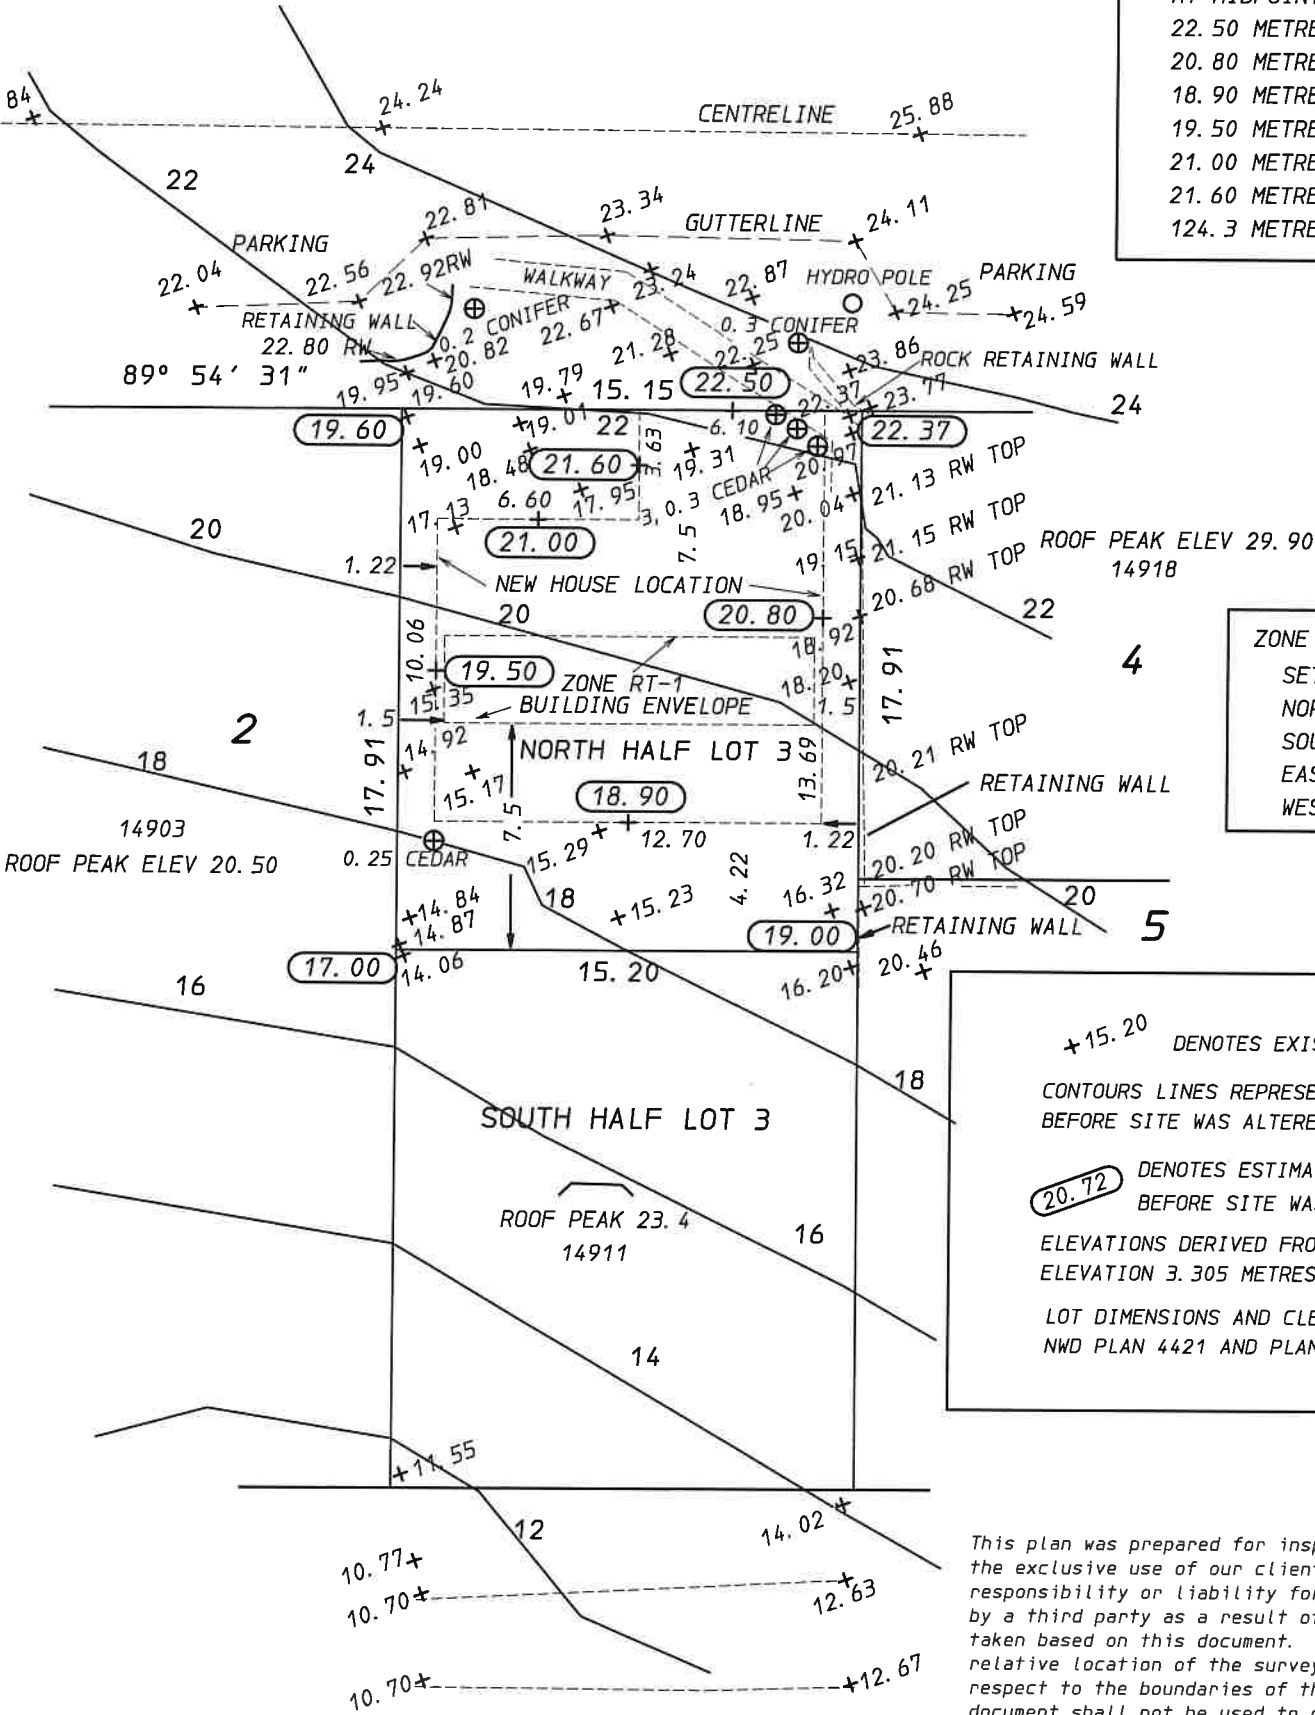 22. 50 METRE
20. 80 METRE
18. 90 METRE
19. 50 METRE
21. 00 METRE
21. 60 METRE
124. 3 METRE
84
24. 24
CENTRELINE
25. 88
22
24
22. 81
23. 34
GUTTERLINE
24. 11
PARKING
22. 04
22. 56
22. 92RW
WALKWAY
23. 24
22. 87
HYDRO POLE
PARKING
24. 25
24. 59
RETAINING WALL
0. 2 CONIFER
22. 67
0. 3 CONIFER
22. 80 RW
20. 82
21. 28
22. 25
23. 86
ROCK RETAINING WALL
89° 54′ 31″
19. 95
19. 60
19. 79
15. 15
22. 50
22. 37
23. 77
24
19. 60
19. 01
22
6. 10
22. 37
19. 00
18. 48
21. 60
3. 63
19. 31
20. 97
CEDAR
17. 13
6. 60
17. 95
3, 0. 3
18. 95
20. 04
21. 13 RW TOP
20
21. 00
7. 5
19. 15
21. 15 RW TOP
ROOF PEAK ELEV 29. 90
14918
1. 22
NEW HOUSE LOCATION
20. 68 RW TOP
20
20. 80
22
10. 06
18. 92
4
ZONE
19. 50
ZONE RT-1
18. 20
17. 91
SE
NOR
SOU
EAS
WES
15. 35
BUILDING ENVELOPE
1. 5
1. 5
2
14. 92
NORTH HALF LOT 3
13. 69
20. 21 RW TOP
18
17. 91
15. 17
18. 90
RETAINING WALL
14903
7. 5
12. 70
1. 22
ROOF PEAK ELEV 20. 50
0. 25 CEDAR
15. 29
4. 22
20. 20 RW TOP
18
16. 32
20. 70 RW TOP
20
14. 84
15. 23
14. 87
19. 00
RETAINING WALL
5
17. 00
14. 06
15. 20
16. 20
20. 46
16
15. 20 DENOTES EXIS
18
CONTOURS LINES REPRESE
BEFORE SITE WAS ALTERE
SOUTH HALF LOT 3
20. 72
DENOTES ESTIMA
BEFORE SITE WAS
ROOF PEAK 23. 4
14911
16
ELEVATIONS DERIVED FRO
ELEVATION 3. 305 METRES
LOT DIMENSIONS AND CLE
NWD PLAN 4421 AND PLAN
14
11. 55
12
14. 02
10. 77
10. 70
12. 63
10. 70
12. 67
This plan was prepared for insp
the exclusive use of our client
responsibility or liability for
by a third party as a result of
taken based on this document.
relative location of the survey
respect to the boundaries of th